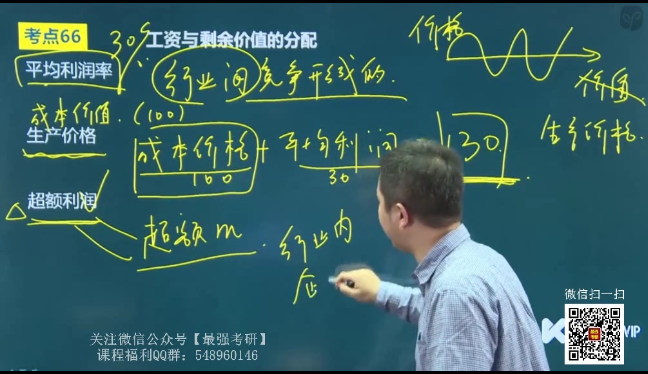 考点66
30%
工资与剩余价值的分配
平均利润率
行业间竞争形成的.
价格
价值
成本价值.(100)
生产价格
成本价格+平均利润
130
100
30
生产价格.
超额利润
超额m.
行业内
企
微信扫一扫
关注微信公众号【最强考研】
课程福利QQ群：548960146
VIP